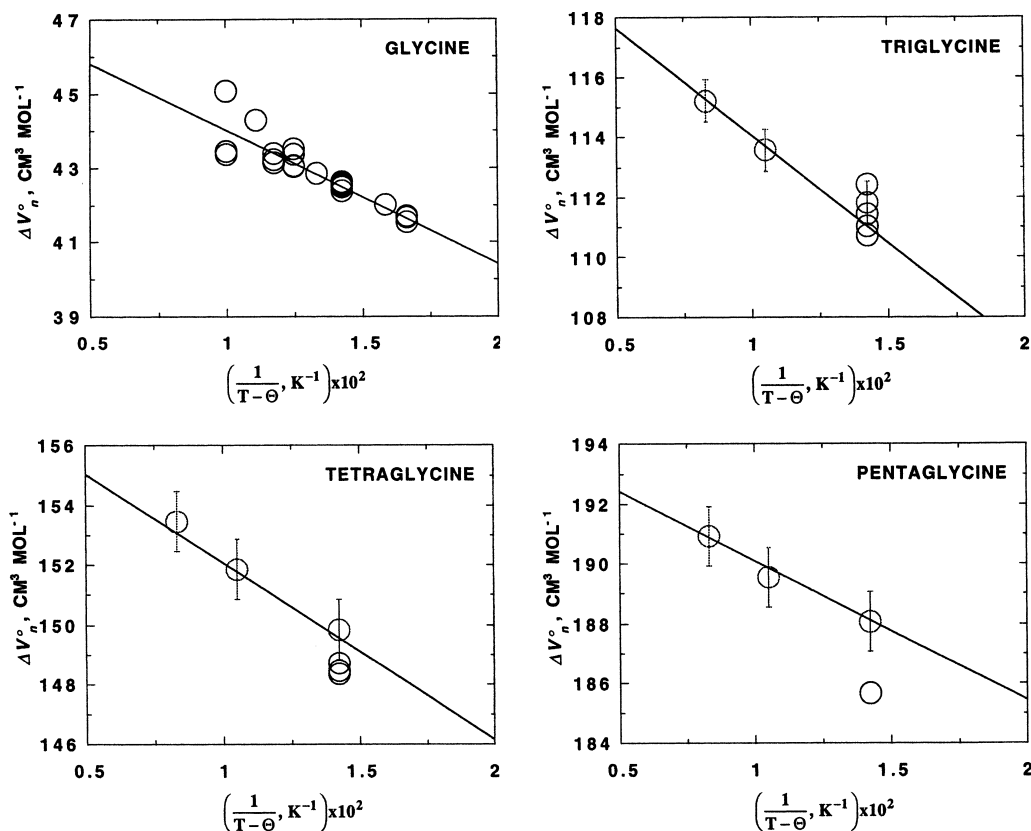 GLYCINE
47
45
43
41
39
ΔV°n, CM³ MOL⁻¹
0.5 1 1.5 2
(1/(T−Θ), K⁻¹)x10²
TRIGLYCINE
118
116
114
112
110
108
ΔV°n, CM³ MOL⁻¹
0.5 1 1.5 2
(1/(T−Θ), K⁻¹)x10²
TETRAGLYCINE
156
154
152
150
148
146
ΔV°n, CM³ MOL⁻¹
0.5 1 1.5 2
(1/(T−Θ), K⁻¹)x10²
PENTAGLYCINE
194
192
190
188
186
184
ΔV°n, CM³ MOL⁻¹
0.5 1 1.5 2
(1/(T−Θ), K⁻¹)x10²